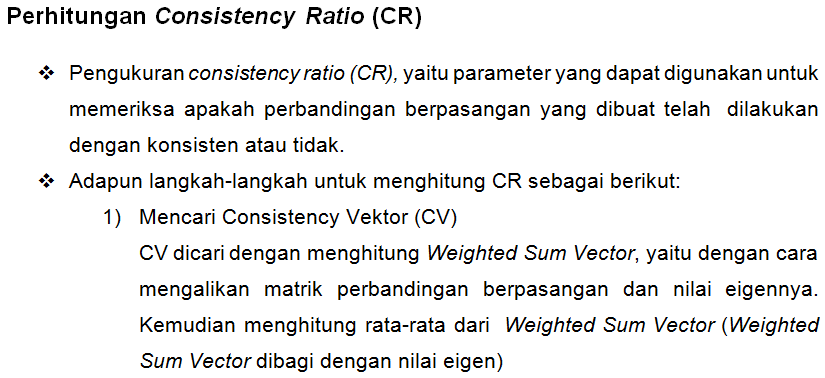 Perhitungan Consistency Ratio (CR)
❖ Pengukuran consistency ratio (CR), yaitu parameter yang dapat digunakan untuk
memeriksa apakah perbandingan berpasangan yang dibuat telah dilakukan
dengan konsisten atau tidak.
❖ Adapun langkah-langkah untuk menghitung CR sebagai berikut:
1) Mencari Consistency Vektor (CV)
CV dicari dengan menghitung Weighted Sum Vector, yaitu dengan cara
mengalikan matrik perbandingan berpasangan dan nilai eigennya.
Kemudian menghitung rata-rata dari Weighted Sum Vector (Weighted
Sum Vector dibagi dengan nilai eigen)